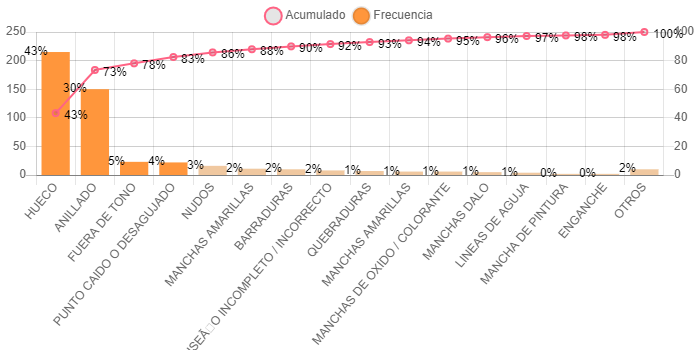 Acumulado Frecuencia
250 100
200 80
150 60
100 40
50 20
0 0
43% 30% 5% 4% 3% 2% 2% 2% 1% 1% 1% 1% 1% 0% 0% 2%
43% 73% 78% 83% 86% 88% 90% 92% 93% 94% 95% 96% 97% 98% 98% 100%
HUECO
ANILLADO
FUERA DE TONO
PUNTO CAIDO O DESAGUJADO
NUDOS
MANCHAS AMARILLAS
BARRADURAS
INCOMPLETO / INCORRECTO
QUEBRADURAS
MANCHAS AMARILLAS
MANCHAS DE OXIDO / COLORANTE
MANCHAS DALO
LINEAS DE AGUJA
MANCHA DE PINTURA
ENGANCHE
OTROS